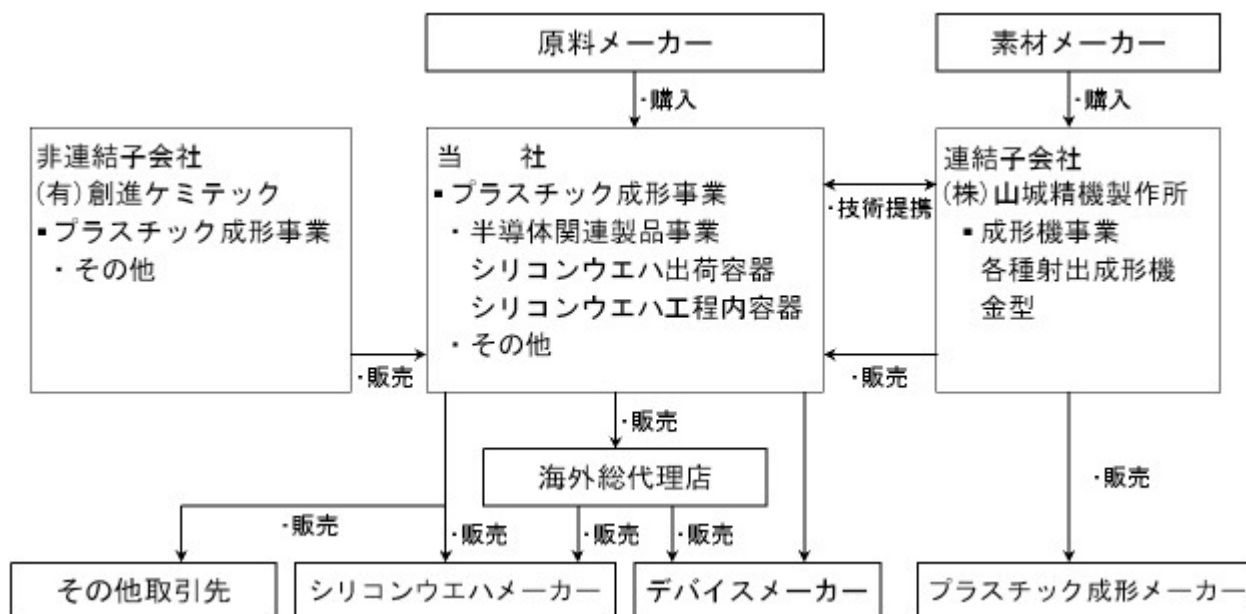 原料メーカー
素材メーカー
・購入
・購入
非連結子会社
(有)創進ケミテック
▪プラスチック成形事業
・その他
当　　社
▪プラスチック成形事業
・半導体関連製品事業
シリコンウエハ出荷容器
シリコンウエハ工程内容器
・その他
・技術提携
連結子会社
(株)山城精機製作所
▪成形機事業
各種射出成形機
金型
・販売
・販売
・販売
海外総代理店
・販売
・販売
・販売
・販売
・販売
その他取引先
シリコンウエハメーカー
デバイスメーカー
プラスチック成形メーカー